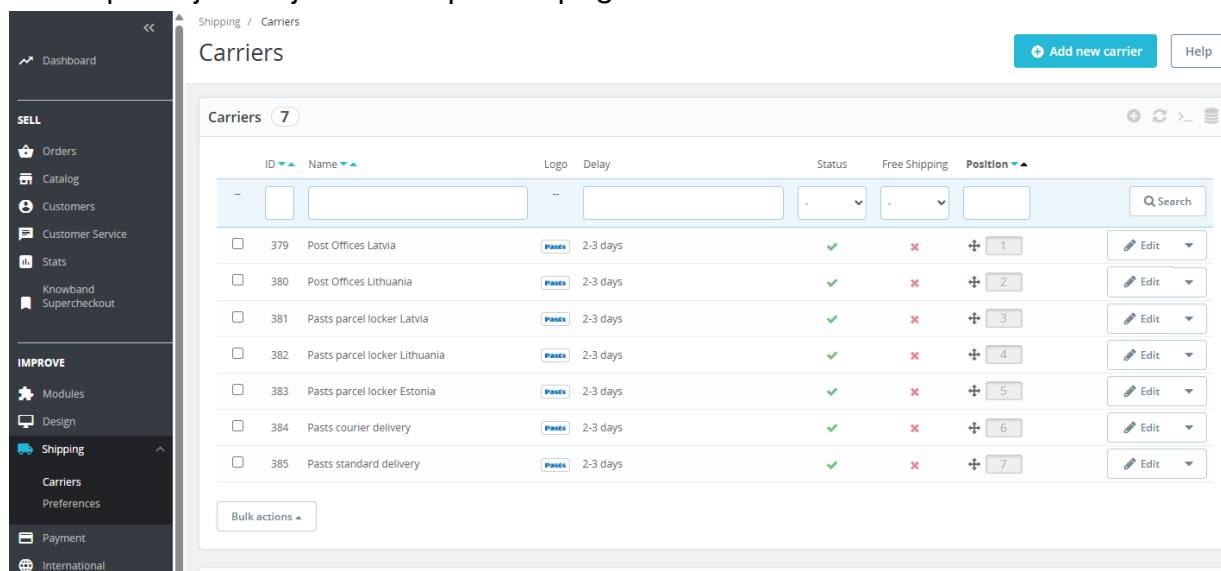 Shipping / Carriers
Carriers
Add new carrier
Help
Dashboard
SELL
Orders
Catalog
Customers
Customer Service
Stats
Knowband
Supercheckout
IMPROVE
Modules
Design
Shipping
Carriers
Preferences
Payment
International
Carriers 7
ID Name Logo Delay Status Free Shipping Position
-- -- - - Search
379 Post Offices Latvia Pasts 2-3 days 1 Edit
380 Post Offices Lithuania Pasts 2-3 days 2 Edit
381 Pasts parcel locker Latvia Pasts 2-3 days 3 Edit
382 Pasts parcel locker Lithuania Pasts 2-3 days 4 Edit
383 Pasts parcel locker Estonia Pasts 2-3 days 5 Edit
384 Pasts courier delivery Pasts 2-3 days 6 Edit
385 Pasts standard delivery Pasts 2-3 days 7 Edit
Bulk actions